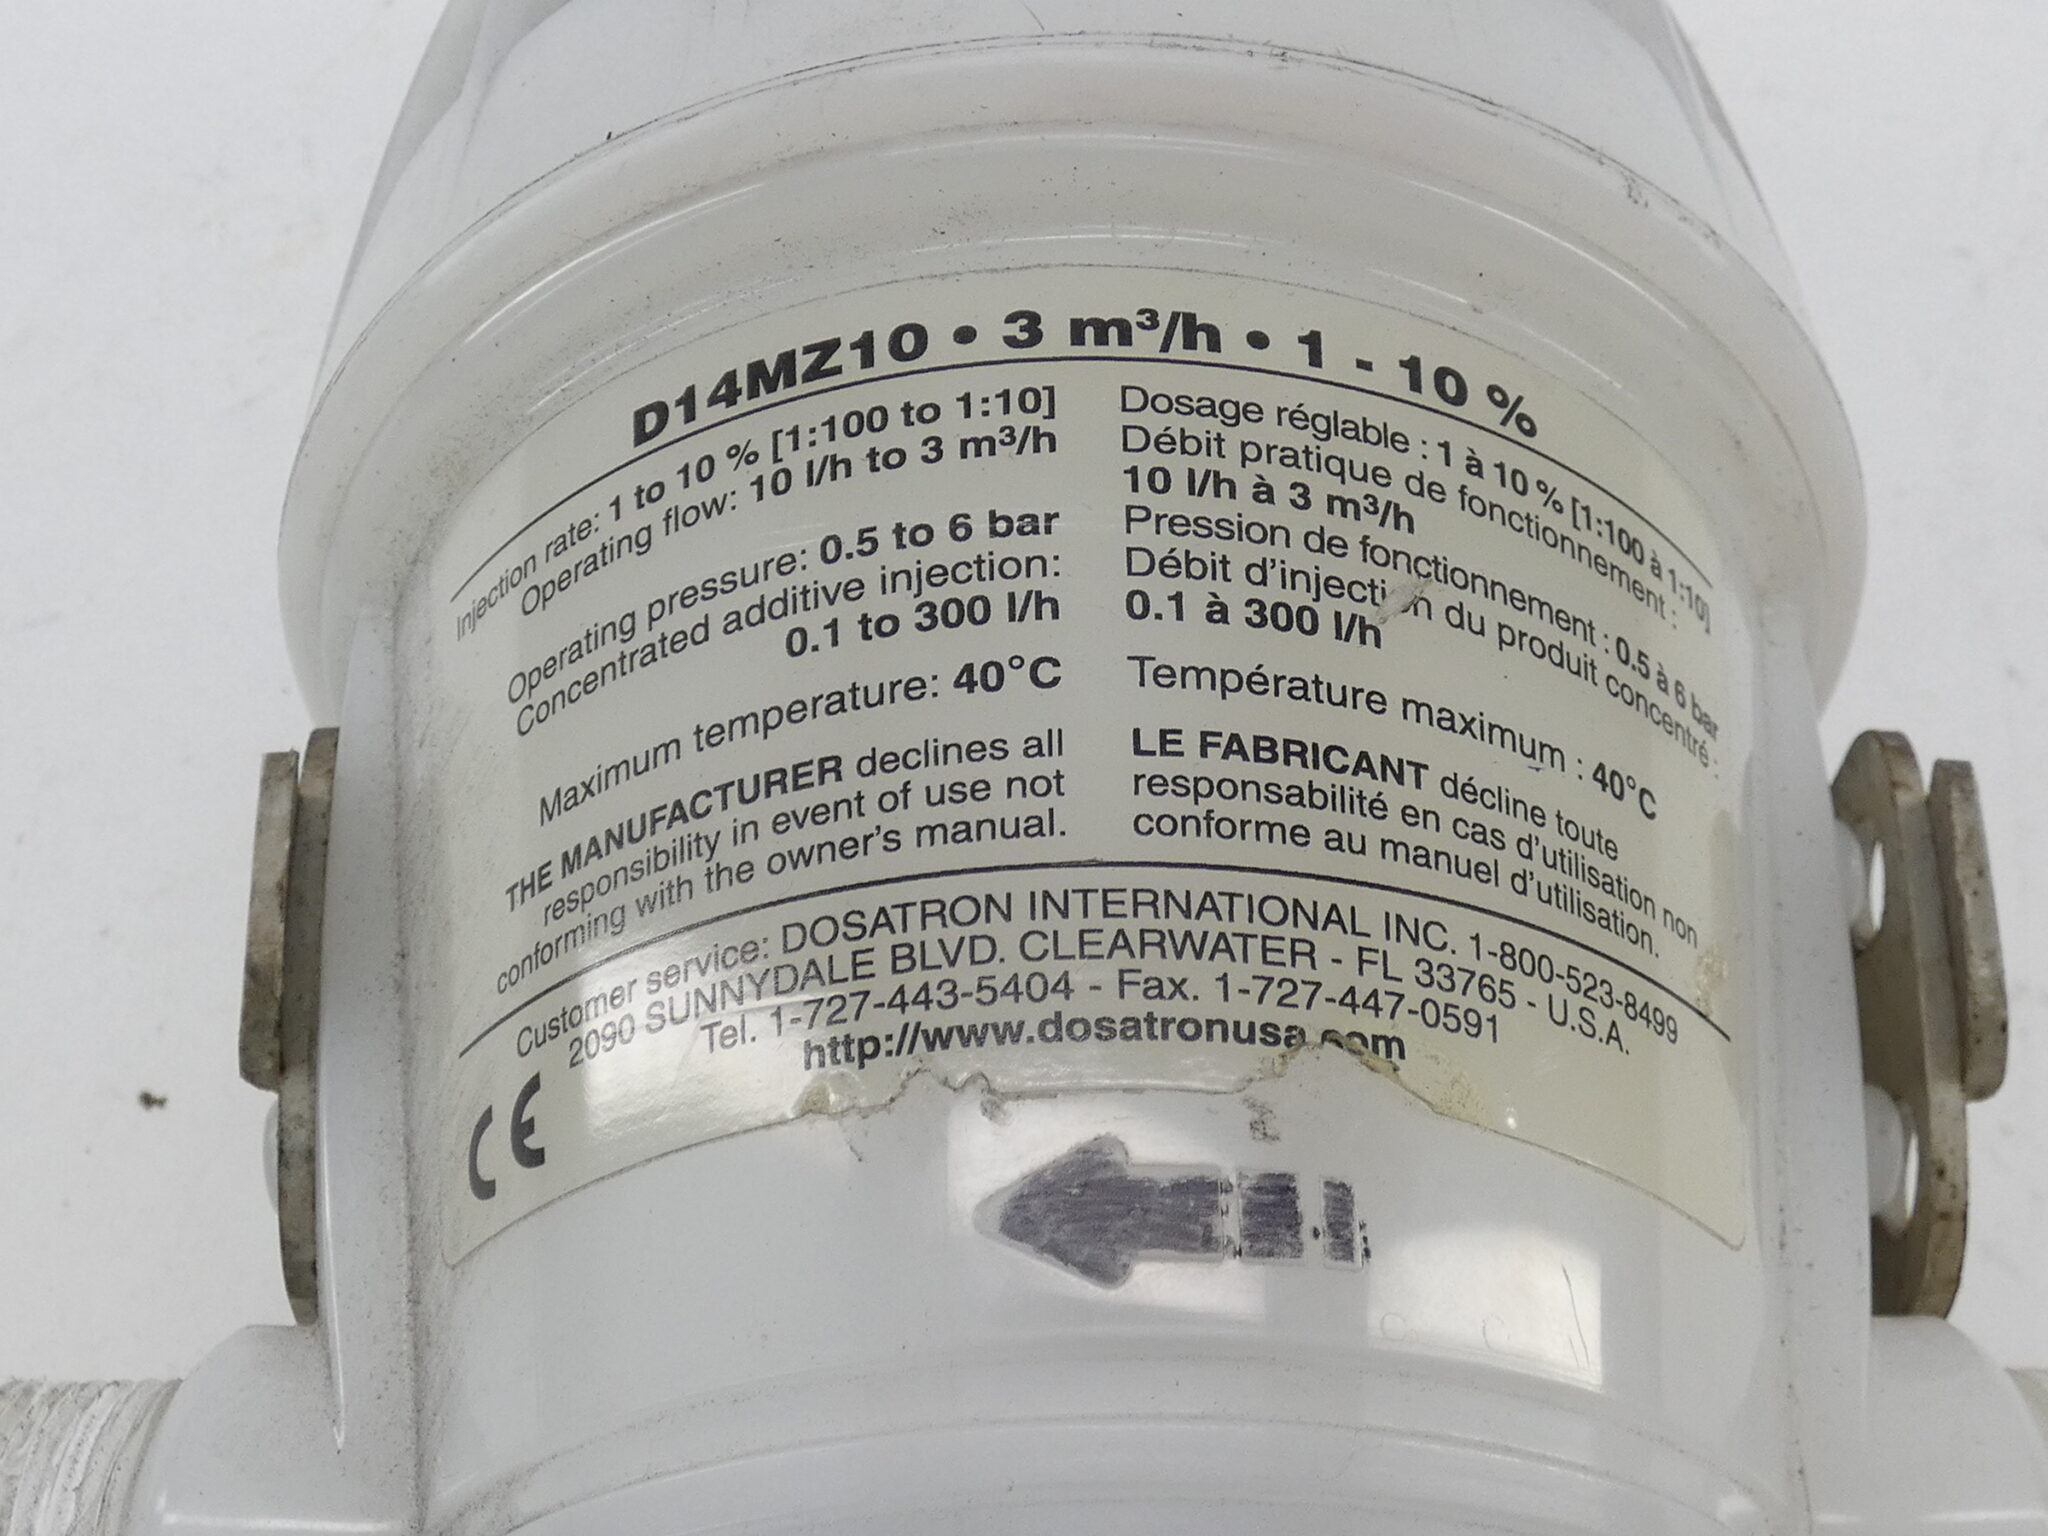 D14MZ10 • 3 m³/h • 1 - 10 %
Injection rate: 1 to 10 % [1:100 to 1:10]
Operating flow: 10 l/h to 3 m³/h
Operating pressure: 0.5 to 6 bar
Concentrated additive injection:
0.1 to 300 l/h
Maximum temperature: 40°C
THE MANUFACTURER declines all
responsibility in event of use not
conforming with the owner's manual.
Dosage réglable : 1 à 10 % [1:100 à 1:10]
Débit pratique de fonctionnement :
10 l/h à 3 m³/h
Pression de fonctionnement : 0.5 à 6 bar
Débit d'injection du produit concentré :
0.1 à 300 l/h
Température maximum : 40°C
LE FABRICANT décline toute
responsabilité en cas d'utilisation non
conforme au manuel d'utilisation.
Customer service: DOSATRON INTERNATIONAL INC. 1-800-523-8499
2090 SUNNYDALE BLVD. CLEARWATER - FL 33765 - U.S.A.
Tel. 1-727-443-5404 - Fax. 1-727-447-0591
http://www.dosatronusa.com
CE